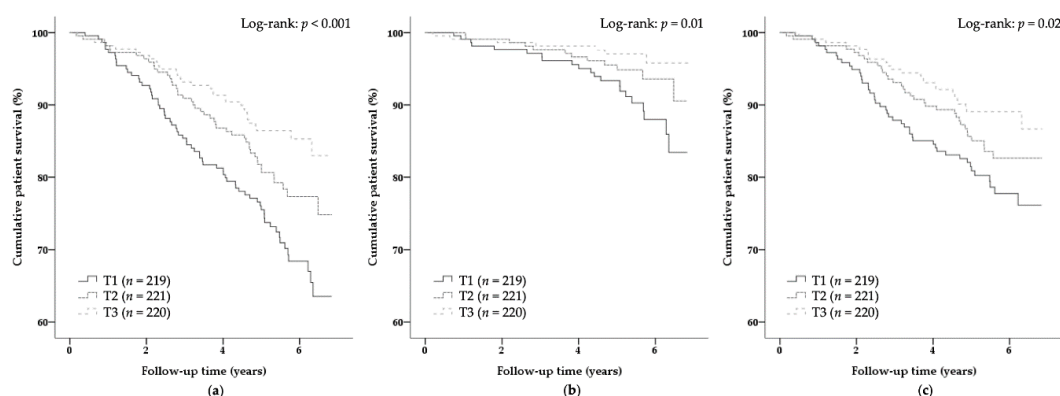 Log-rank: p < 0.001
Cumulative patient survival (%)
100
90
80
70
60
T1 (n = 219)
T2 (n = 221)
T3 (n = 220)
0 2 4 6
Follow-up time (years)
(a)
Log-rank: p = 0.01
Cumulative patient survival (%)
100
90
80
70
60
T1 (n = 219)
T2 (n = 221)
T3 (n = 220)
0 2 4 6
Follow-up time (years)
(b)
Log-rank: p = 0.02
Cumulative patient survival (%)
100
90
80
70
60
T1 (n = 219)
T2 (n = 221)
T3 (n = 220)
0 2 4 6
Follow-up time (years)
(c)